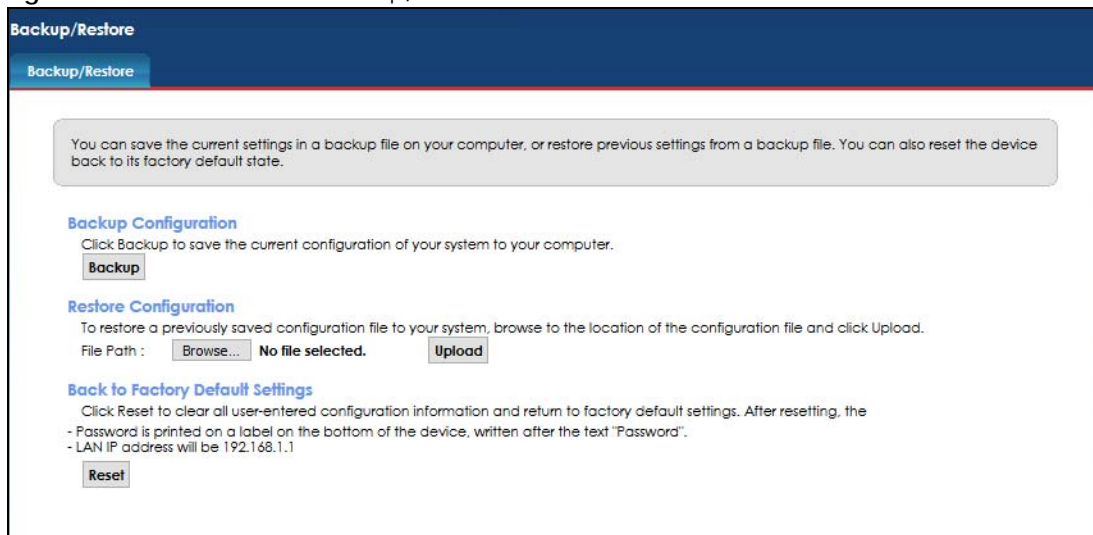 Backup/Restore
Backup/Restore
You can save the current settings in a backup file on your computer, or restore previous settings from a backup file. You can also reset the device
back to its factory default state.
Backup Configuration
Click Backup to save the current configuration of your system to your computer.
Backup
Restore Configuration
To restore a previously saved configuration file to your system, browse to the location of the configuration file and click Upload.
File Path : Browse... No file selected. Upload
Back to Factory Default Settings
Click Reset to clear all user-entered configuration information and return to factory default settings. After resetting, the
- Password is printed on a label on the bottom of the device, written after the text "Password".
- LAN IP address will be 192.168.1.1
Reset